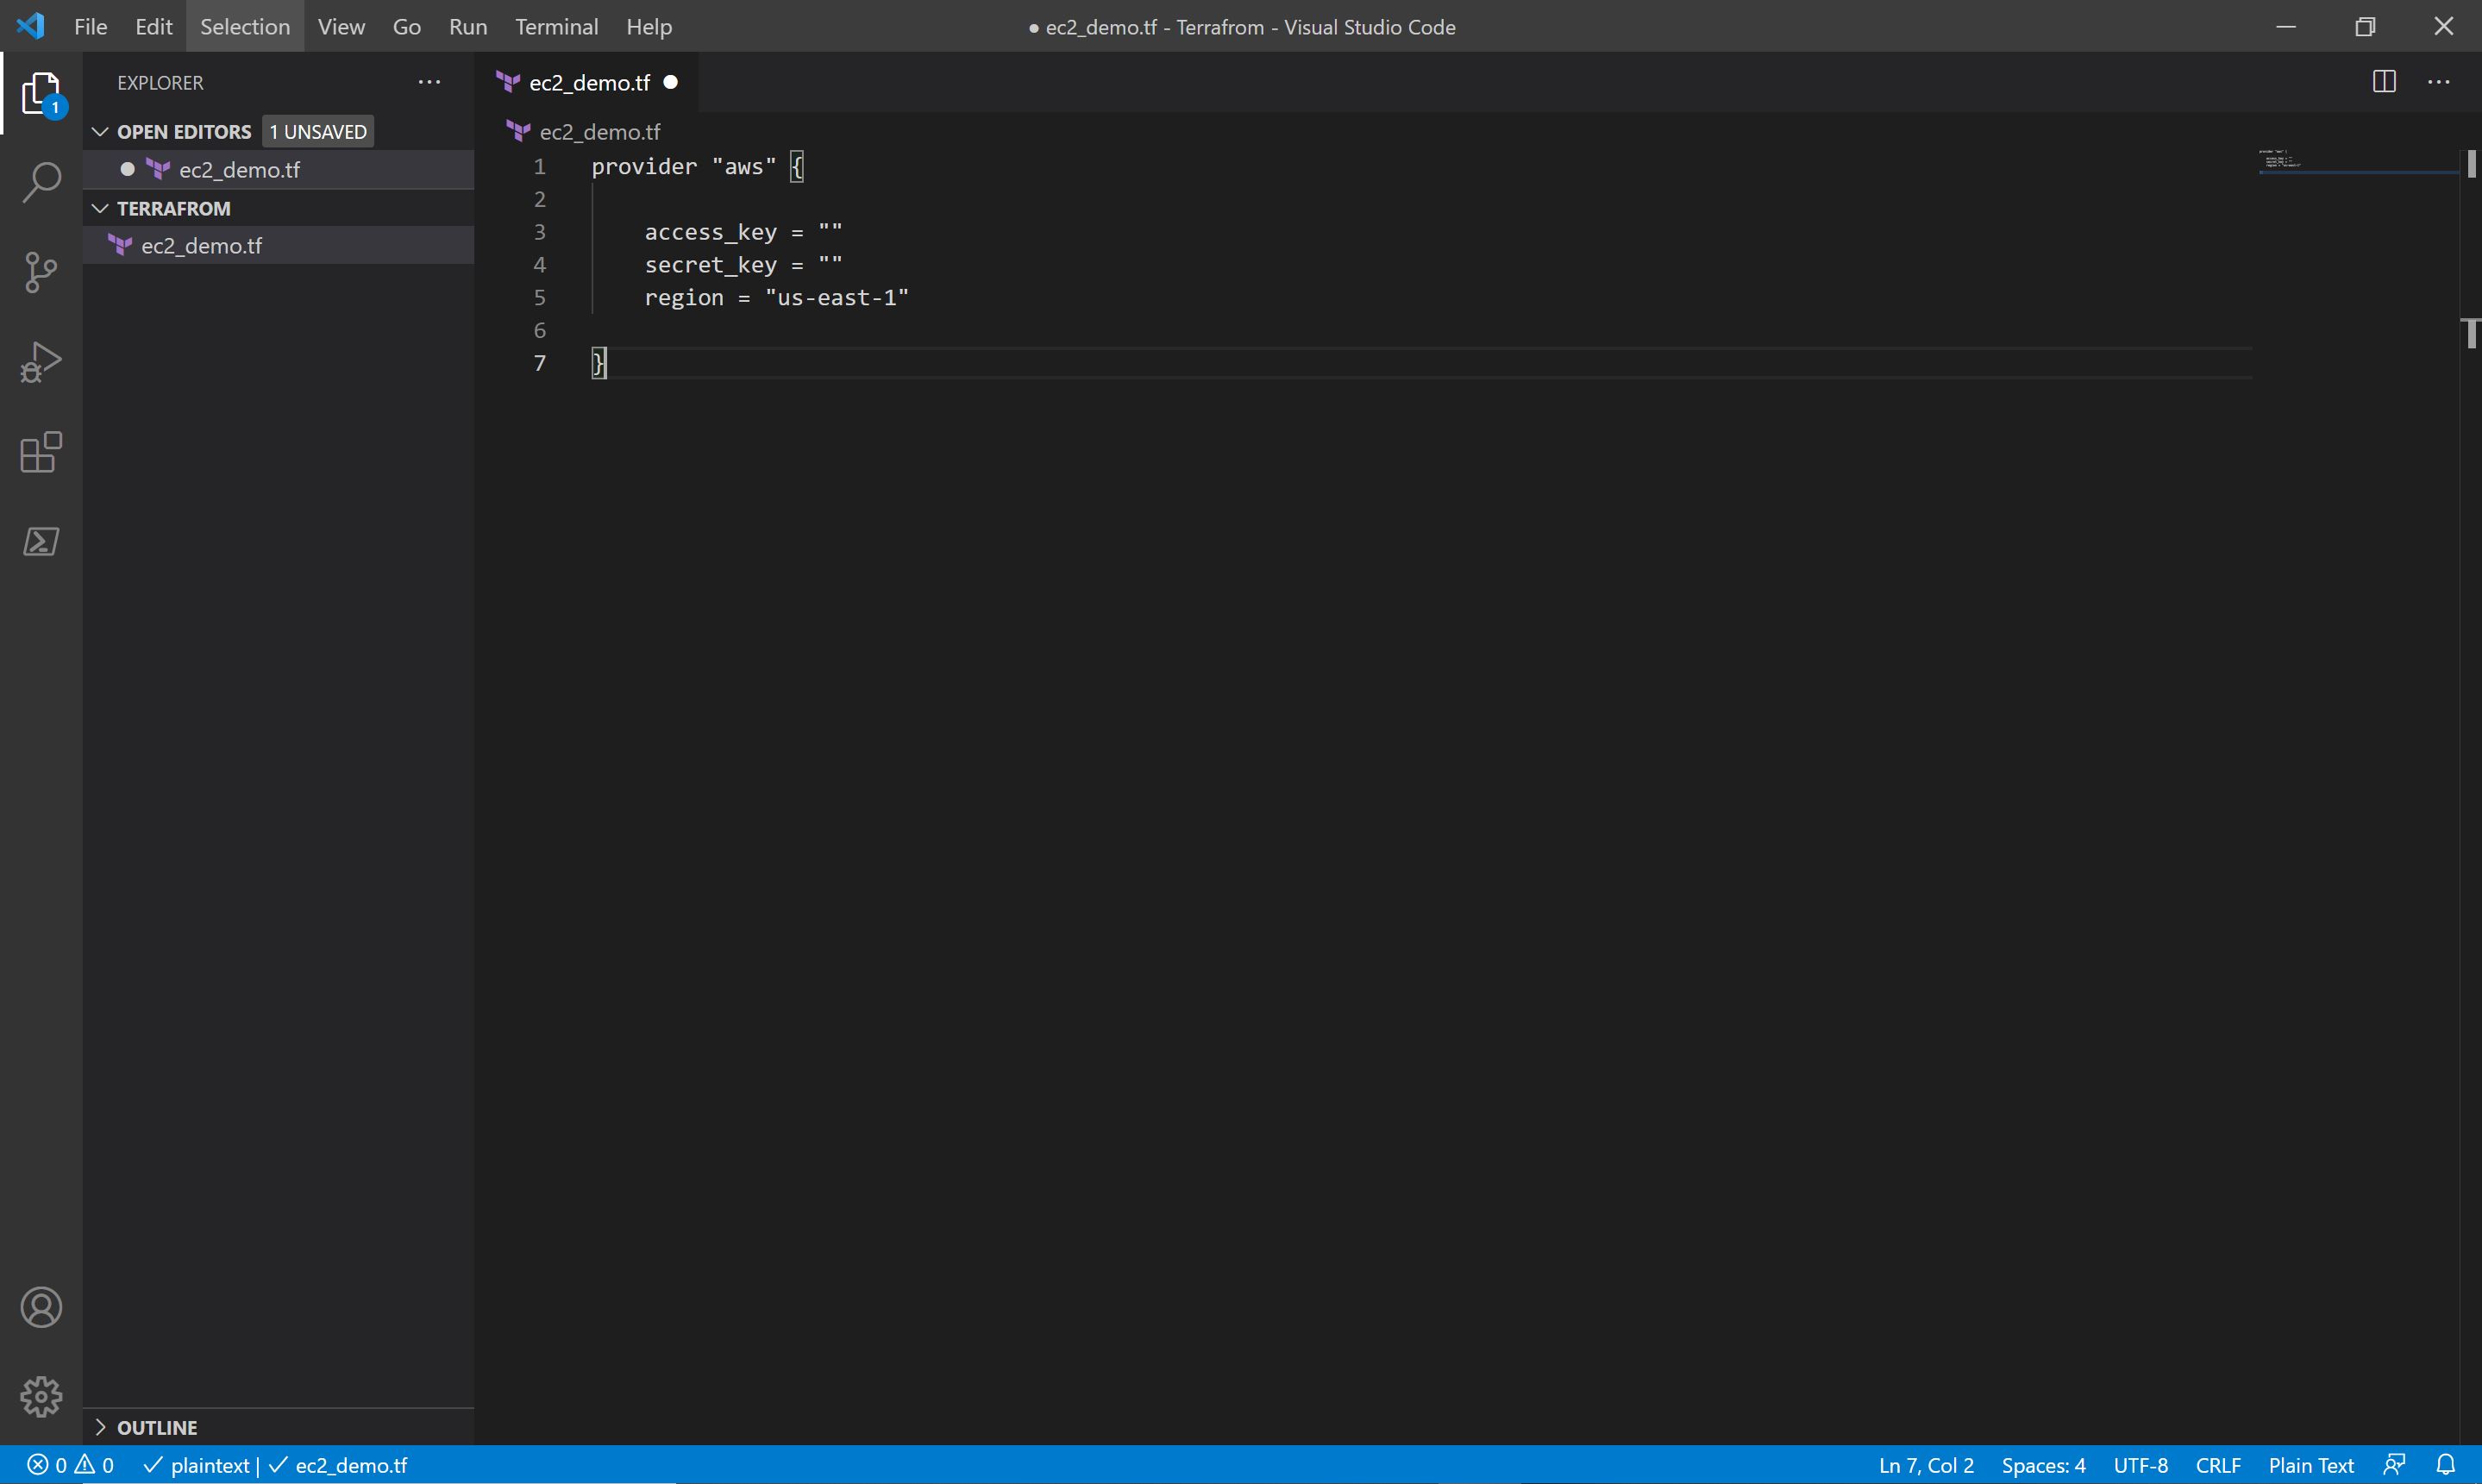 File Edit Selection View Go Run Terminal Help
● ec2_demo.tf - Terrafrom - Visual Studio Code
EXPLORER
1
OPEN EDITORS 1 UNSAVED
ec2_demo.tf
TERRAFROM
ec2_demo.tf
OUTLINE
ec2_demo.tf
ec2_demo.tf
1 provider "aws" {
2
3 access_key = ""
4 secret_key = ""
5 region = "us-east-1"
6
7 }
0 0 plaintext | ec2_demo.tf
Ln 7, Col 2 Spaces: 4 UTF-8 CRLF Plain Text